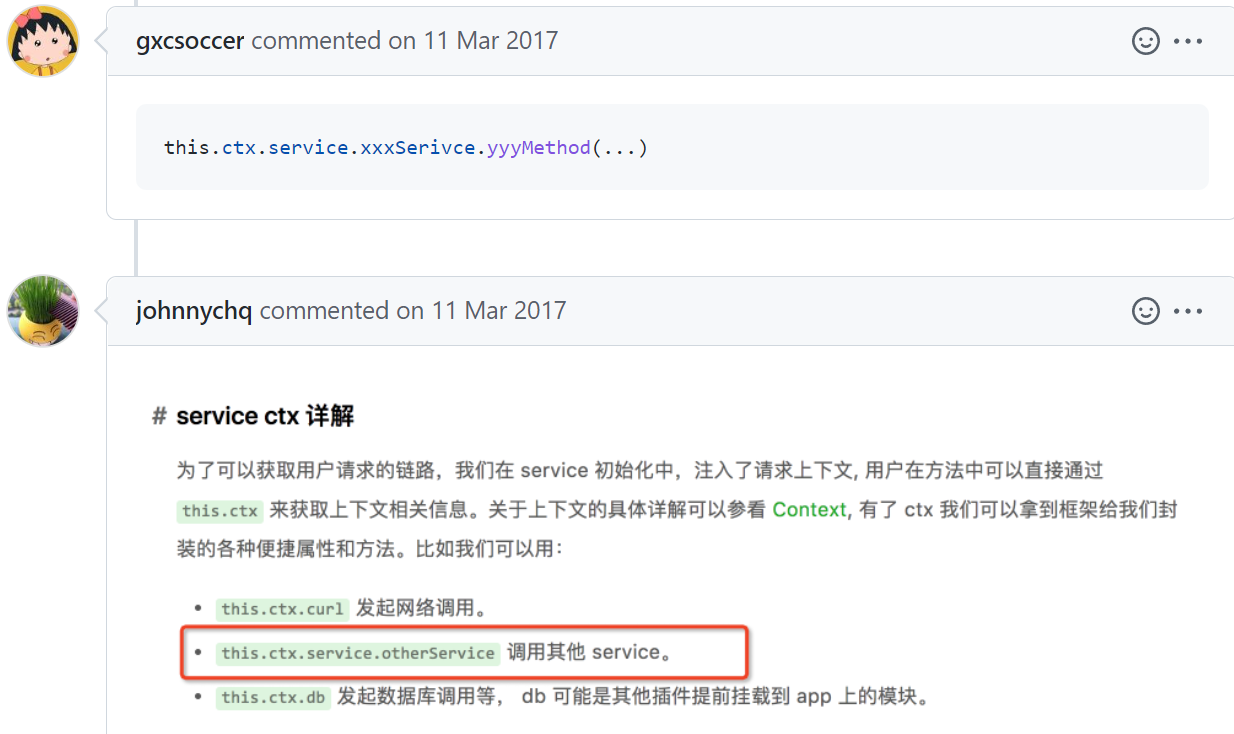 gxcsoccer commented on 11 Mar 2017
this.ctx.service.xxxSerivce.yyyMethod(...)
johnnychq commented on 11 Mar 2017
# service ctx 详解
为了可以获取用户请求的链路，我们在 service 初始化中，注入了请求上下文, 用户在方法中可以直接通过
this.ctx 来获取上下文相关信息。关于上下文的具体详解可以参看 Context, 有了 ctx 我们可以拿到框架给我们封
装的各种便捷属性和方法。比如我们可以用：
• this.ctx.curl 发起网络调用。
• this.ctx.service.otherService 调用其他 service。
• this.ctx.db 发起数据库调用等， db 可能是其他插件提前挂载到 app 上的模块。